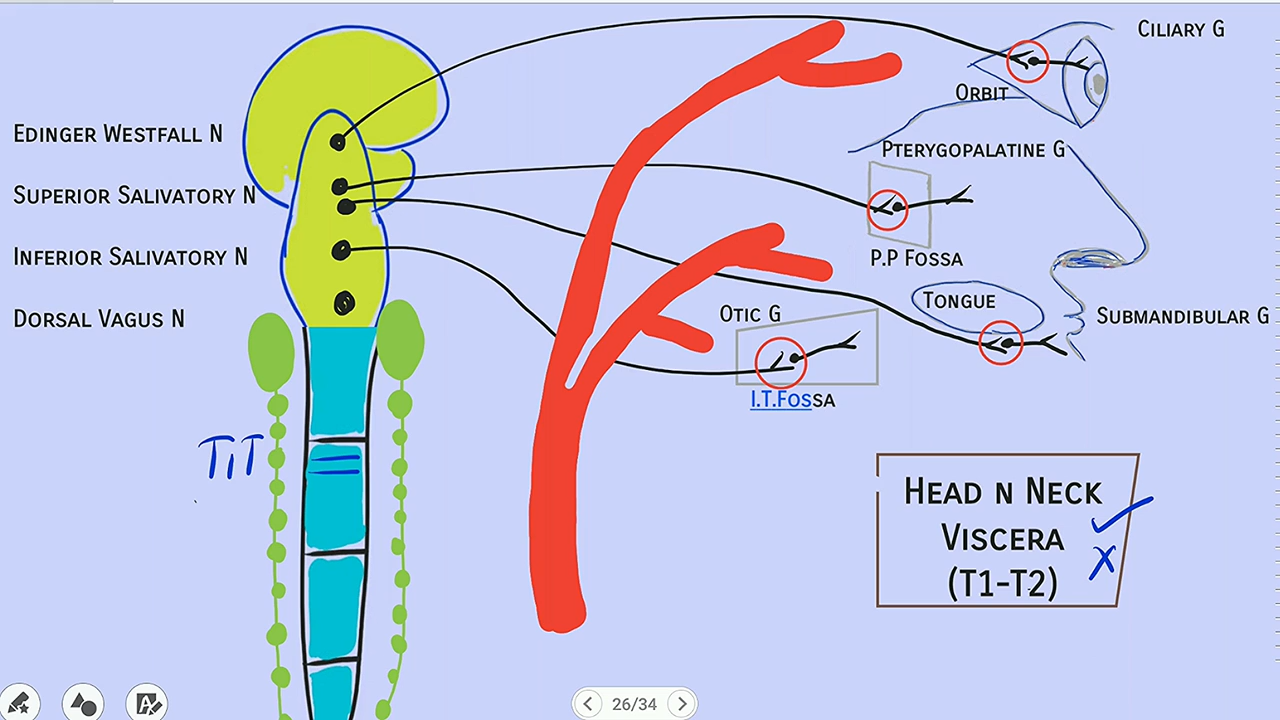 CILIARY G
ORBIT
EDINGER WESTFALL N
PTERYGOPALATINE G
SUPERIOR SALIVATORY N
INFERIOR SALIVATORY N
P.P FOSSA
TONGUE
OTIC G
SUBMANDIBULAR G
DORSAL VAGUS N
I.T.FOSSA
HEAD N NECK
VISCERA
(T1-T2)
26/34
A